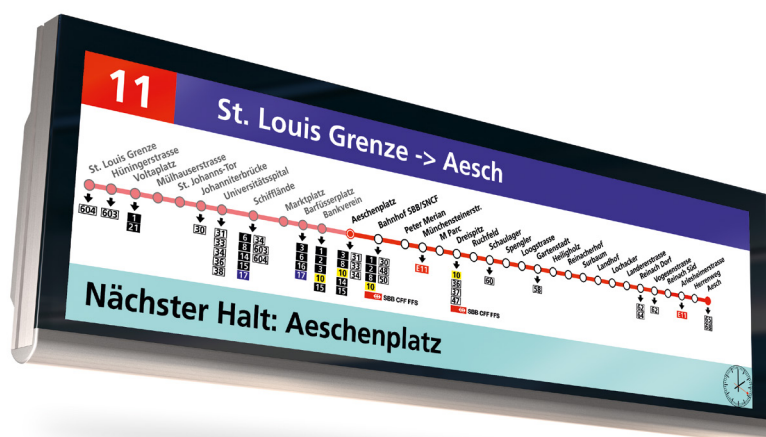 11
St. Louis Grenze -> Aesch
St. Louis Grenze
Hüningerstrasse
Voltaplatz
Mülhauserstrasse
St. Johanns-Tor
Johanniterbrücke
Universitätsspital
Schifflände
Marktplatz
Barfüsserplatz
Bankverein
Aeschenplatz
Bahnhof SBB/SNCF
Peter Merian
Münchensteinerstr.
M Parc
Dreispitz
Ruchfeld
Schaulager
Spengler
Loogstrasse
Gartenstadt
Heiligholz
Reinacherhof
Surbaum
Landhof
Lochacker
Landererstrasse
Reinach Dorf
Vogesenstrasse
Reinach Süd
Arlesheimerstrasse
Herrenweg
Aesch
604
603
1
21
30
31
33
34
36
38
6 34
8 603
14 604
15
17
3
6
16
17
1
2
3
10
15
3 31
8 33
10 34
14
15
1 30
2 48
8 50
10
SBB CFF FFS
E11
10
36
37
47
SBB CFF FFS
60
58
62
64
62
E11
Nächster Halt: Aeschenplatz